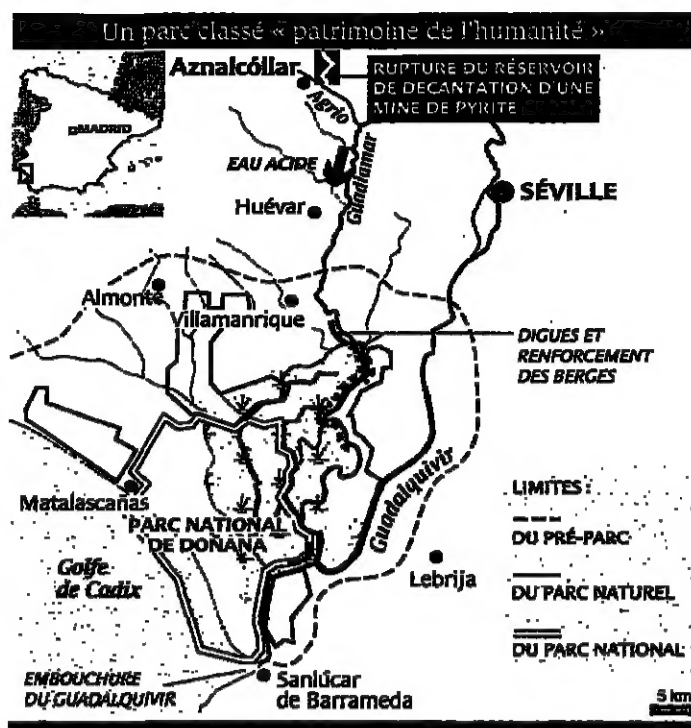 Un parc classé « patrimoine de l'humanité »
MADRID
Aznalcóllar
RUPTURE DU RÉSERVOIR
DE DÉCANTATION D'UNE
MINE DE PYRITE
Agrio
EAU ACIDE
Guadiamar
Huévar
SÉVILLE
Almonte
Villamanrique
DIGUES ET
RENFORCEMENT
DES BERGES
Matalascañas
PARC NATIONAL
DE DOÑANA
Guadalquivir
Golfe
de Cadix
Lebrija
LIMITES :
DU PRÉ-PARC
DU PARC NATUREL
DU PARC NATIONAL
EMBOUCHURE
DU GUADALQUIVIR
Sanlúcar
de Barrameda
5 km